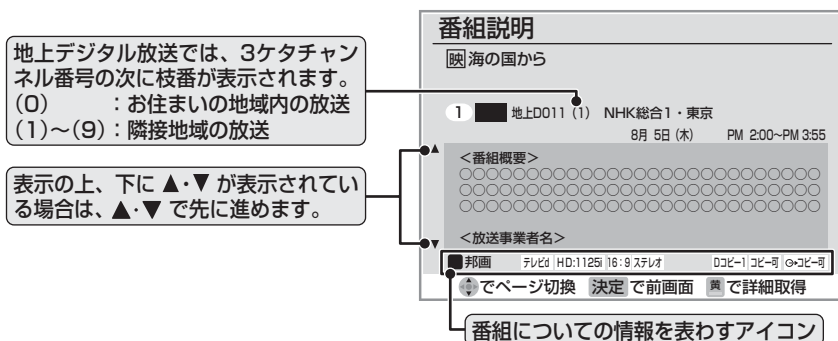 番組説明
映 海の国から
地上デジタル放送では、3ケタチャン
ネル番号の次に枝番が表示されます。
(0)　　　：お住まいの地域内の放送
(1)～(9)：隣接地域の放送
1 地上D011 (1) NHK総合1・東京
8月 5日 (木) PM 2:00~PM 3:55
▲
<番組概要>
○○○○○○○○○○○○○○○○○○○○○○○○○○○
○○○○○○○○○○○○○○○○○○○○○○○○○○○
○○○○○○○○○○○○○○○○○○○○○○○○○○○
表示の上、下に ▲・▼ が表示されてい
る場合は、▲・▼ で先に進めます。
<放送事業者名>
▼
邦画 テレビd HD:1125i 16:9 ステレオ Dコピー1 コピー可 コピー可
でページ切換 決定 で前画面 黄 で詳細取得
番組についての情報を表わすアイコン